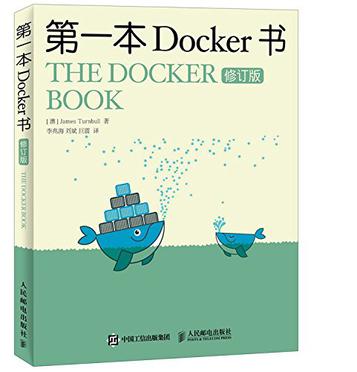 第一本Docker书
THE DOCKER
BOOK
修订版
[澳] James Turnbull 著
李兆海 刘斌 巨震 译
中国工信出版集团
人民邮电出版社
POSTS & TELECOM PRESS
第一本Docker书
修订版
THE DOCKER BOOK
人民邮电出版社